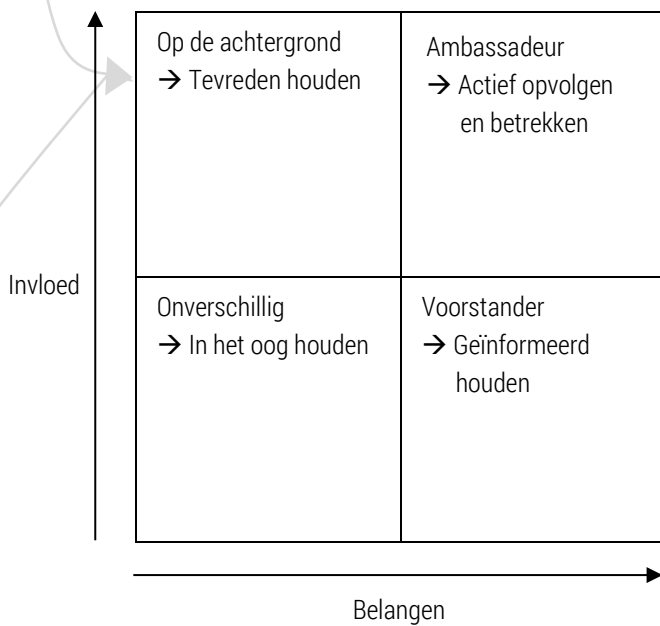 Op de achtergrond
→ Tevreden houden
Ambassadeur
→ Actief opvolgen
en betrekken
Invloed
Onverschillig
→ In het oog houden
Voorstander
→ Geïnformeerd
houden
Belangen